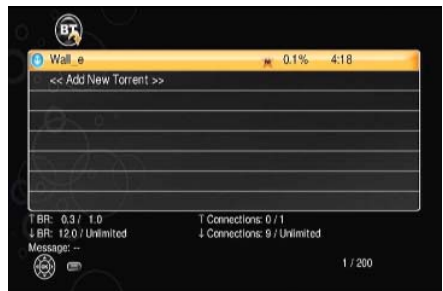 BT
Wall_e 0.1% 4:18
<< Add New Torrent >>
↑ BR: 0.3 / 1.0 ↑ Connections: 0 / 1
↓ BR: 12.0 / Unlimited ↓ Connections: 9 / Unlimited
Message: --
OK 1 / 200